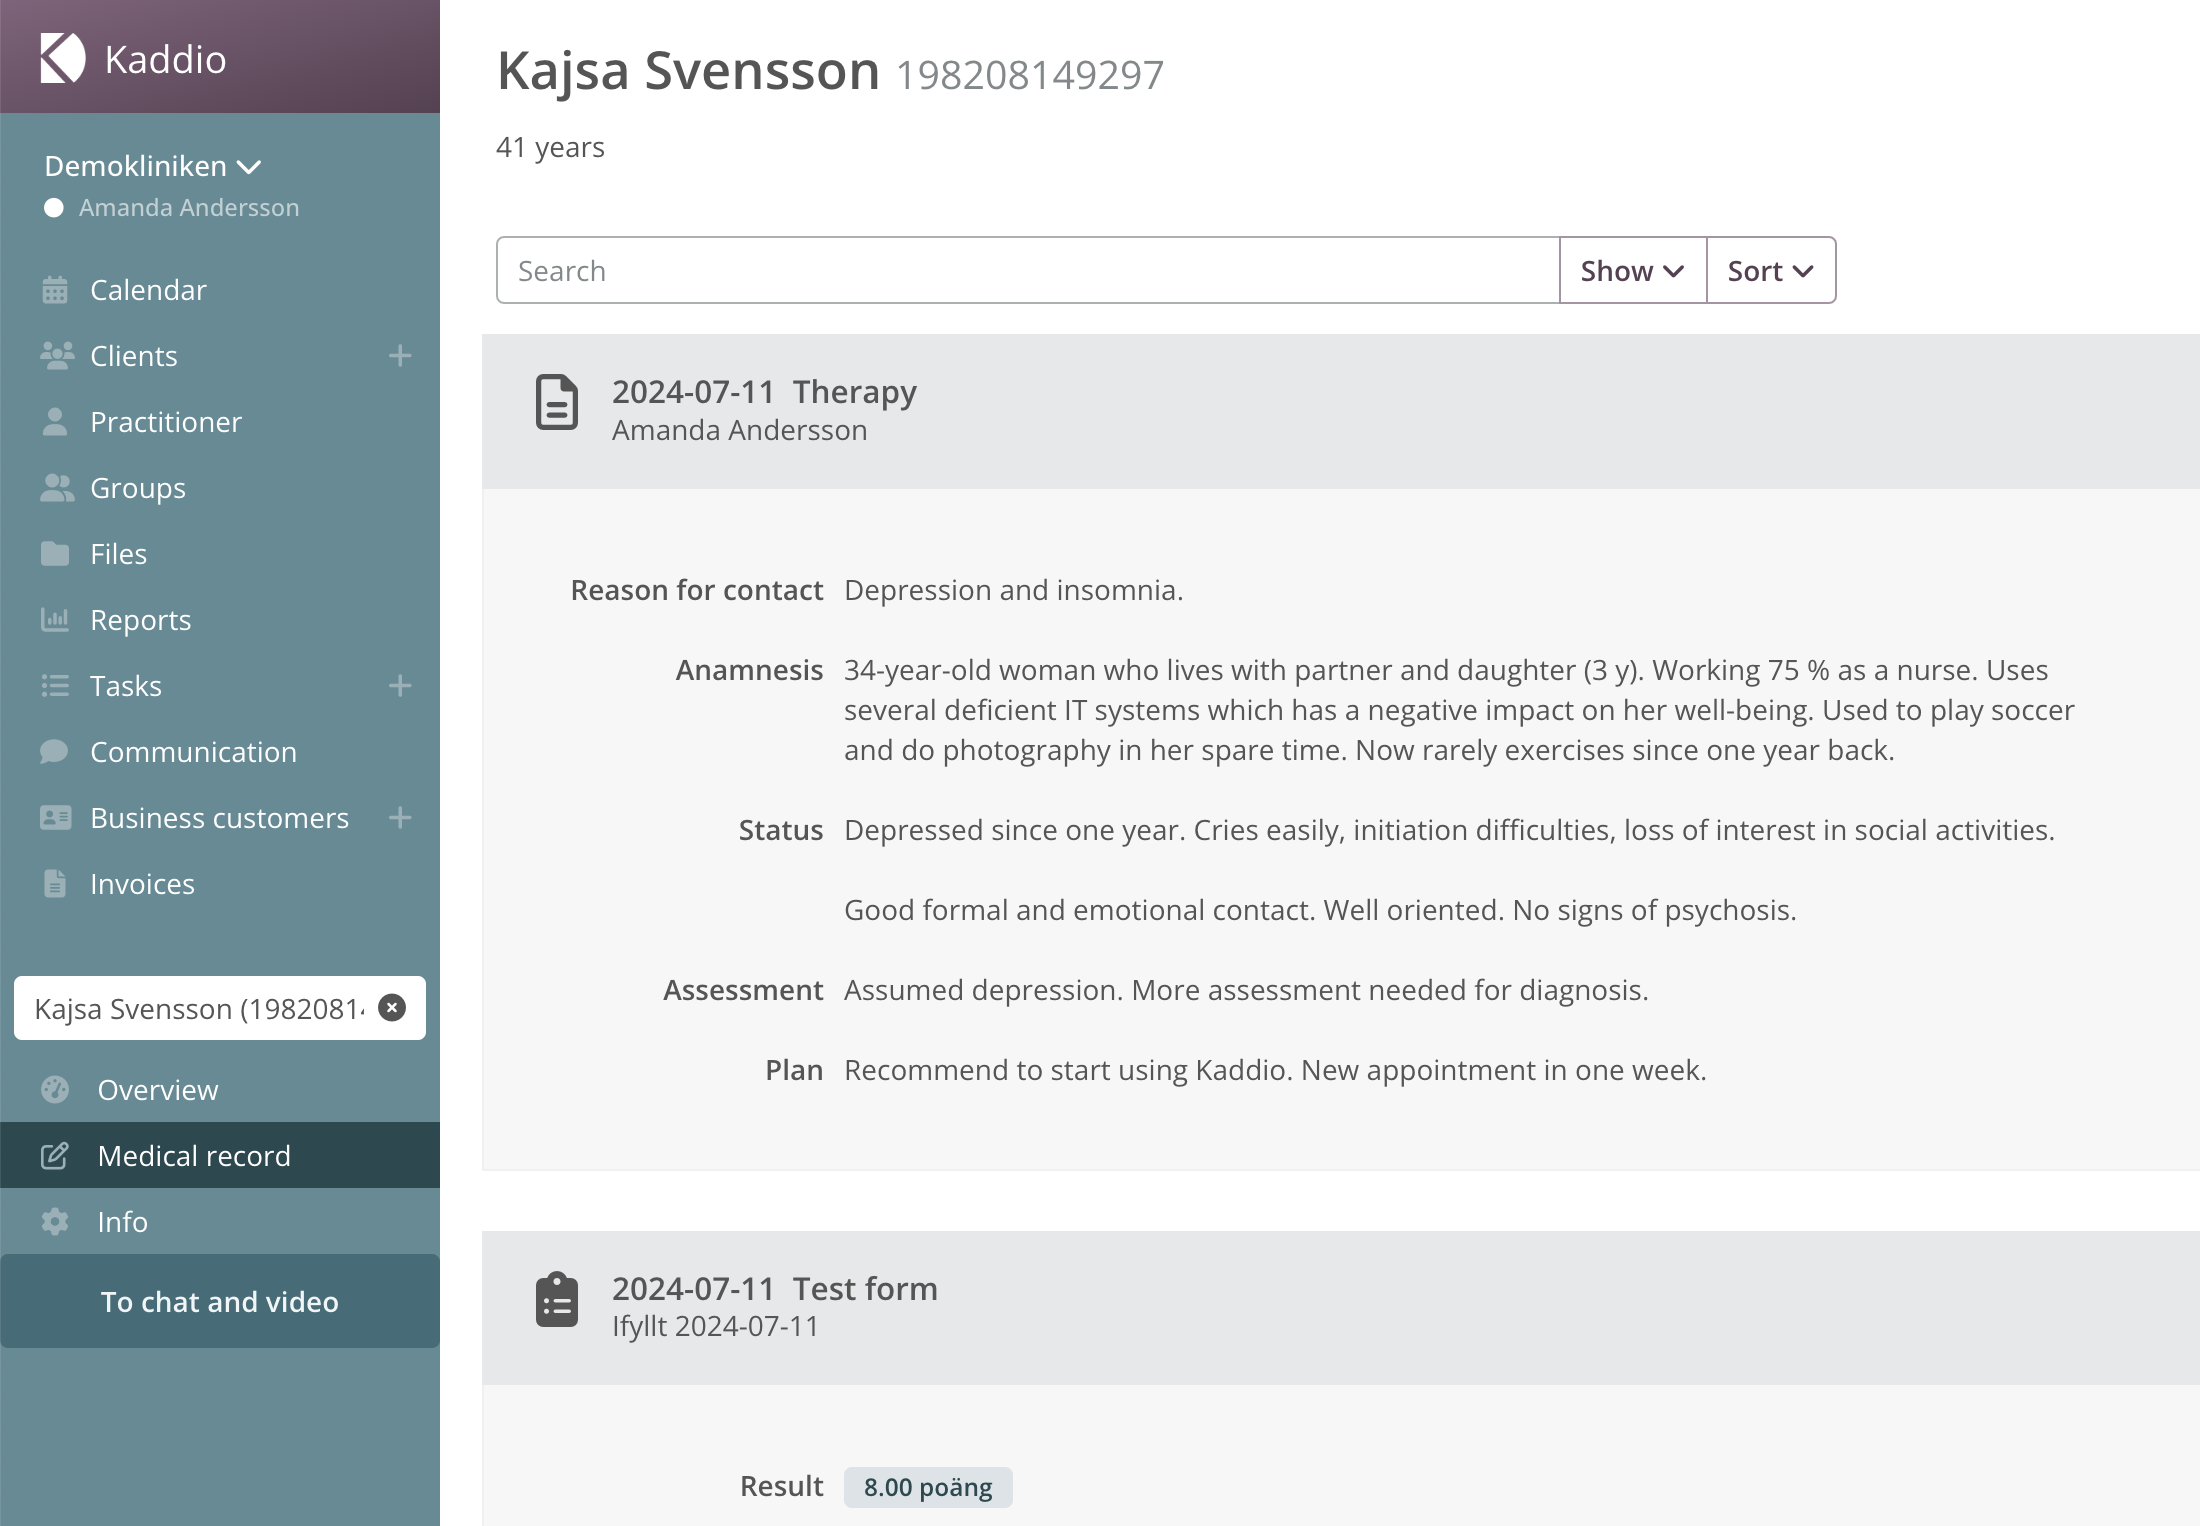 Kaddio
Demokliniken
Amanda Andersson
Calendar
Clients
Practitioner
Groups
Files
Reports
Tasks
Communication
Business customers
Invoices
Kajsa Svensson (1982081
Overview
Medical record
Info
To chat and video
Kajsa Svensson 198208149297
41 years
Search
Show
Sort
2024-07-11 Therapy
Amanda Andersson
Reason for contact Depression and insomnia.
Anamnesis 34-year-old woman who lives with partner and daughter (3 y). Working 75 % as a nurse. Uses
several deficient IT systems which has a negative impact on her well-being. Used to play soccer
and do photography in her spare time. Now rarely exercises since one year back.
Status Depressed since one year. Cries easily, initiation difficulties, loss of interest in social activities.
Good formal and emotional contact. Well oriented. No signs of psychosis.
Assessment Assumed depression. More assessment needed for diagnosis.
Plan Recommend to start using Kaddio. New appointment in one week.
2024-07-11 Test form
Ifyllt 2024-07-11
Result 8.00 poäng